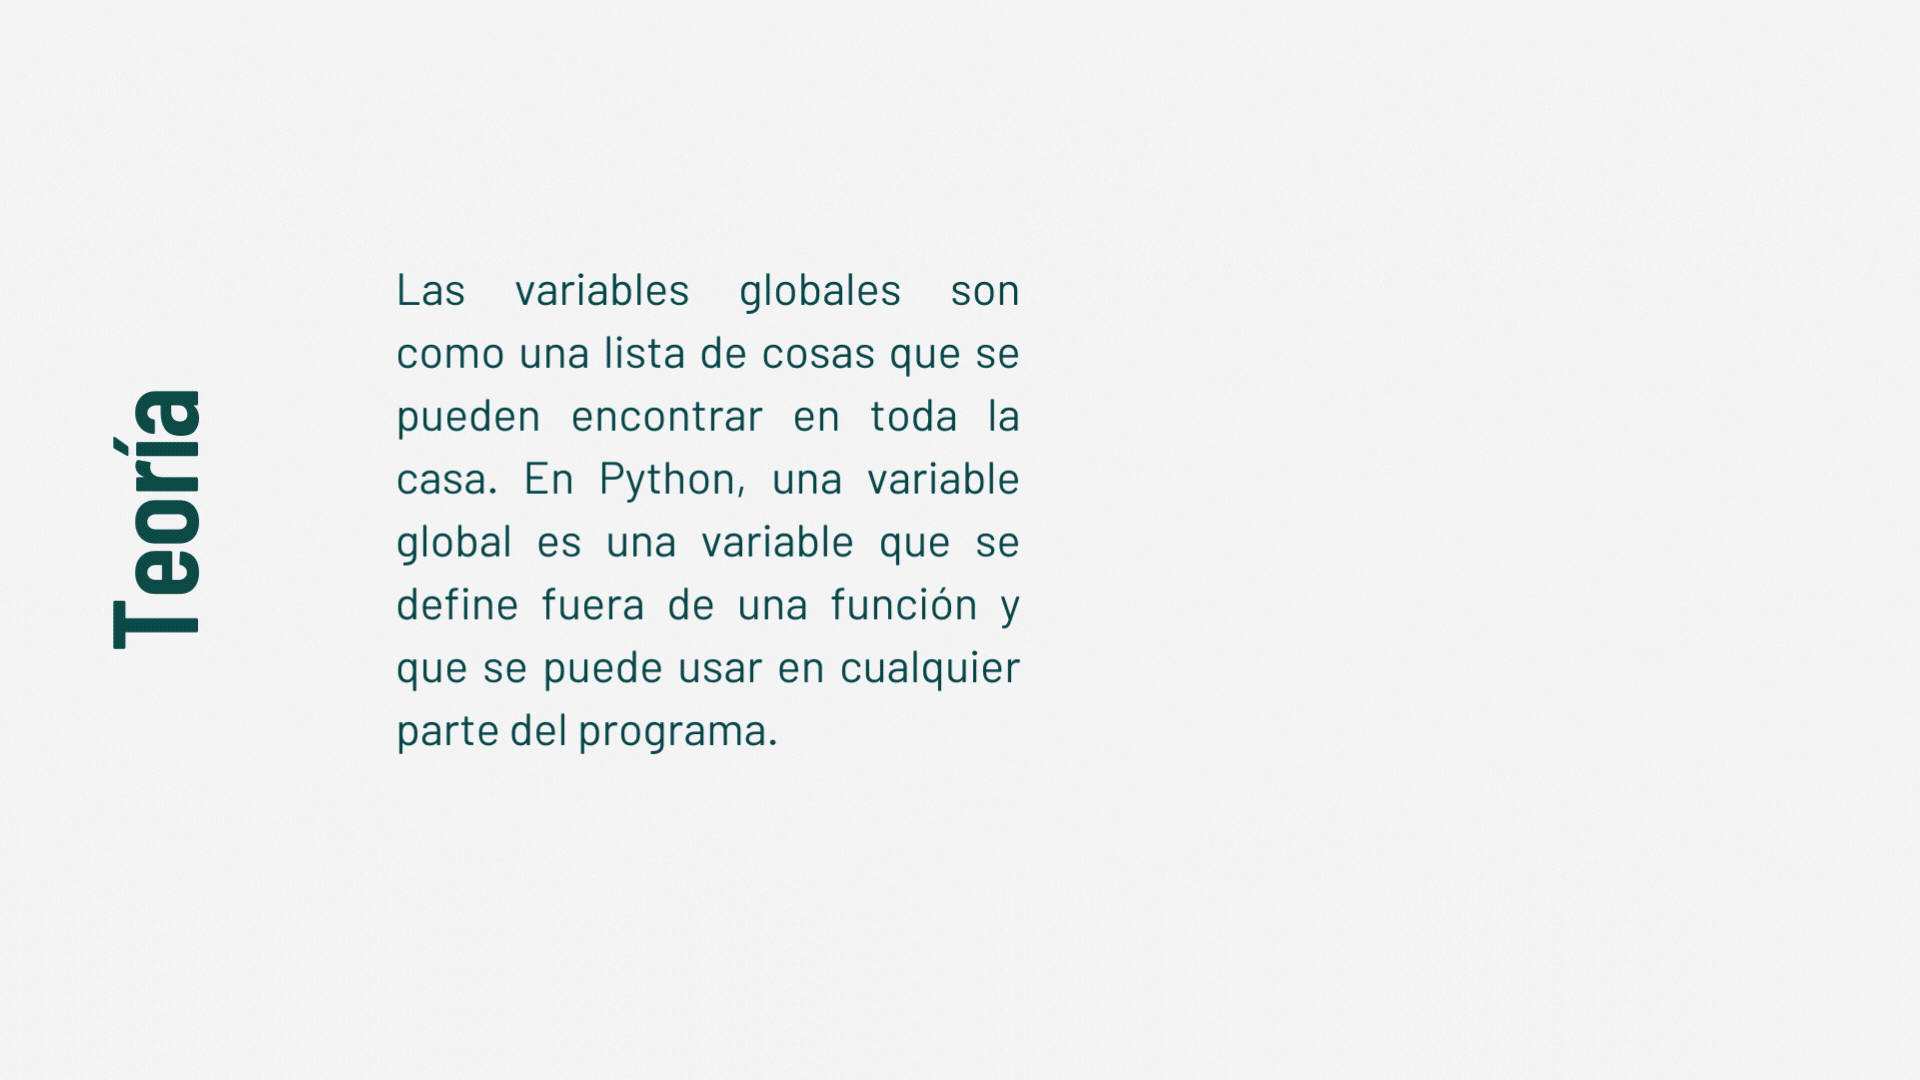 Teoría
Las variables globales son
como una lista de cosas que se
pueden encontrar en toda la
casa. En Python, una variable
global es una variable que se
define fuera de una función y
que se puede usar en cualquier
parte del programa.